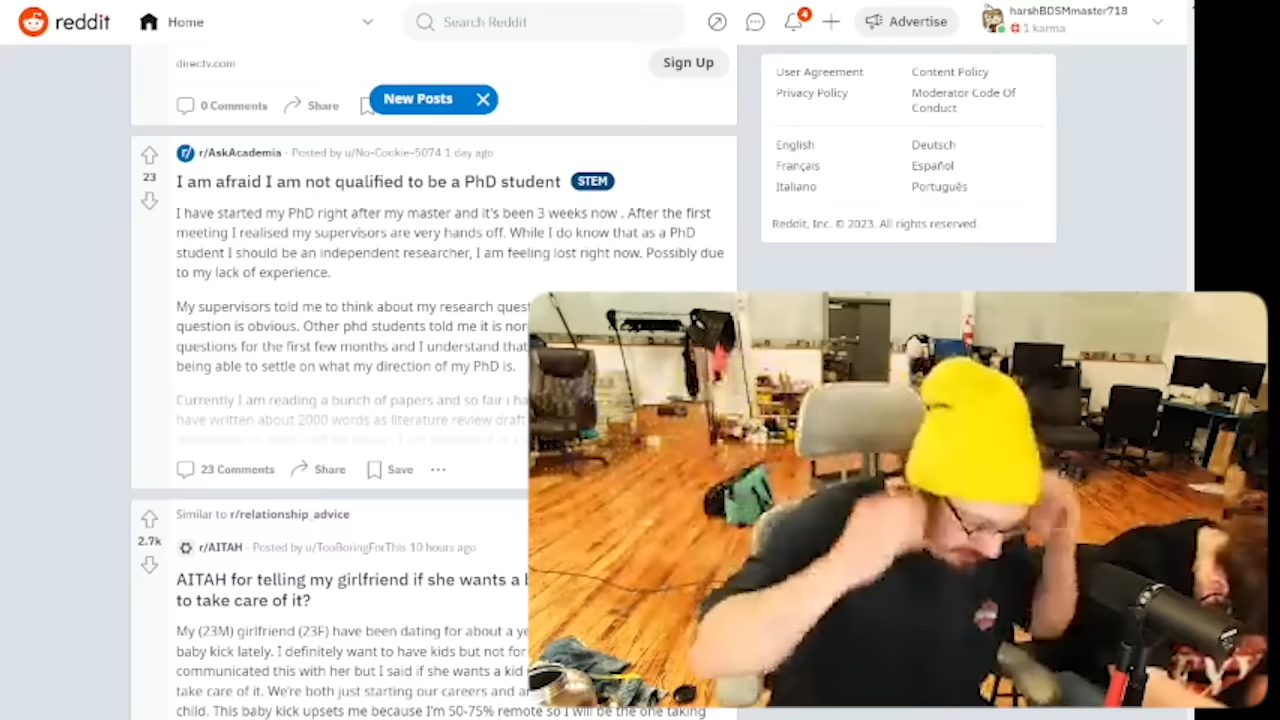 reddit
Home
Search Reddit
4
Advertise
harshBDSMmaster718
1 karma
directv.com
Sign Up
0 Comments
Share
New Posts
User Agreement
Content Policy
Privacy Policy
Moderator Code Of
Conduct
English
Deutsch
Français
Español
Italiano
Português
Reddit, Inc. © 2023. All rights reserved.
23
r/AskAcademia · Posted by u/No-Cookie-5074 1 day ago
I am afraid I am not qualified to be a PhD student
STEM
I have started my PhD right after my master and it's been 3 weeks now . After the first
meeting I realised my supervisors are very hands off. While I do know that as a PhD
student I should be an independent researcher, I am feeling lost right now. Possibly due
to my lack of experience.
My supervisors told me to think about my research quest
question is obvious. Other phd students told me it is nor
questions for the first few months and I understand that
being able to settle on what my direction of my PhD is.
Currently I am reading a bunch of papers and so fair i ha
have written about 2000 words as literature review draft
23 Comments
Share
Save
2.7k
Similar to r/relationship_advice
r/AITAH · Posted by u/TooBoringForThis 10 hours ago
AITAH for telling my girlfriend if she wants a b
to take care of it?
My (23M) girlfriend (23F) have been dating for about a ye
baby kick lately. I definitely want to have kids but not for
communicated this with her but I said if she wants a kid
take care of it. We're both just starting our careers and ar
child. This baby kick upsets me because I'm 50-75% remote so I will be the one taking